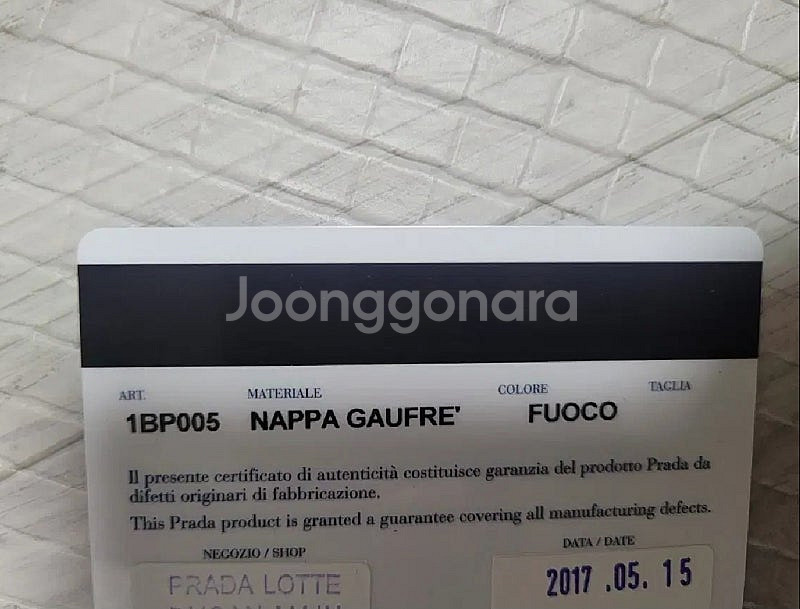 Joonggonara
ART. MATERIALE COLORE TAGLIA
1BP005 NAPPA GAUFRE' FUOCO
Il presente certificato di autenticità costituisce garanzia del prodotto Prada da
difetti originari di fabbricazione.
This Prada product is granted a guarantee covering all manufacturing defects.
NEGOZIO / SHOP DATA / DATE
PRADA LOTTE 2017 .05. 15